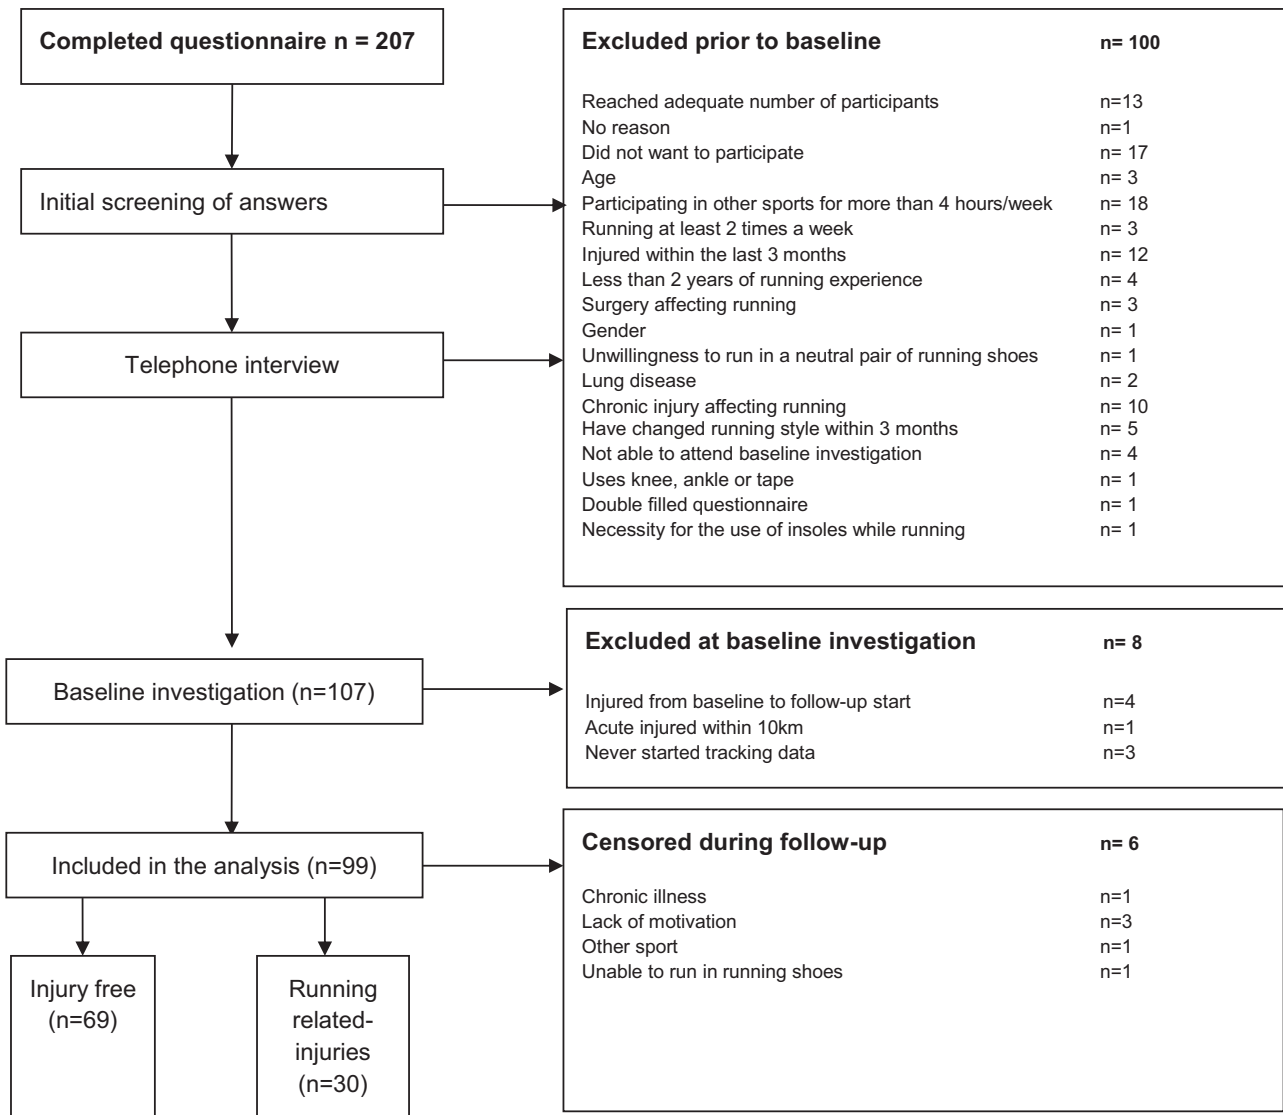 Completed questionnaire n = 207
Initial screening of answers
Telephone interview
Baseline investigation (n=107)
Included in the analysis (n=99)
Injury free
(n=69)
Running
related-
injuries
(n=30)
Excluded prior to baseline n= 100
Reached adequate number of participants n=13
No reason n=1
Did not want to participate n= 17
Age n= 3
Participating in other sports for more than 4 hours/week n= 18
Running at least 2 times a week n= 3
Injured within the last 3 months n= 12
Less than 2 years of running experience n= 4
Surgery affecting running n= 3
Gender n= 1
Unwillingness to run in a neutral pair of running shoes n= 1
Lung disease n= 2
Chronic injury affecting running n= 10
Have changed running style within 3 months n= 5
Not able to attend baseline investigation n= 4
Uses knee, ankle or tape n= 1
Double filled questionnaire n= 1
Necessity for the use of insoles while running n= 1
Excluded at baseline investigation n= 8
Injured from baseline to follow-up start n=4
Acute injured within 10km n=1
Never started tracking data n=3
Censored during follow-up n= 6
Chronic illness n=1
Lack of motivation n=3
Other sport n=1
Unable to run in running shoes n=1